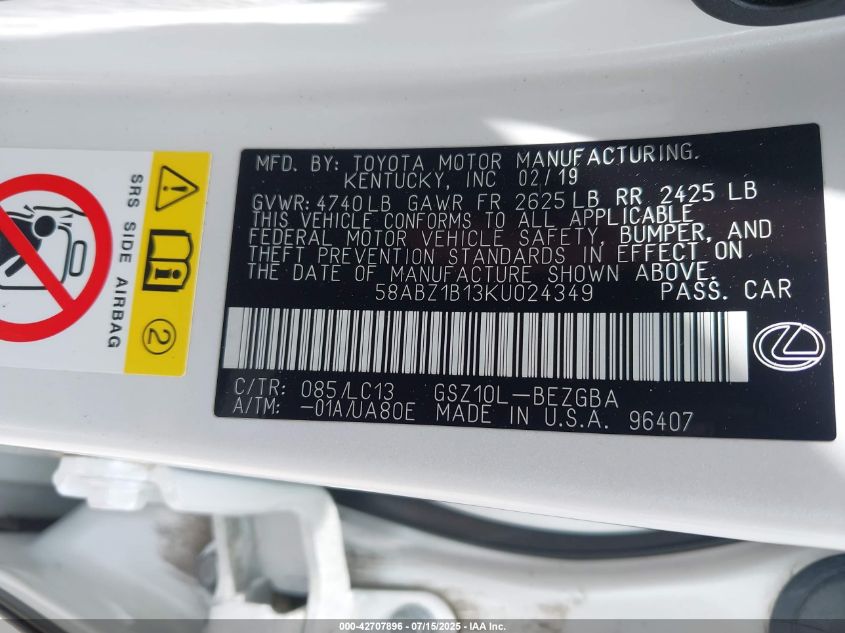 MFD. BY: TOYOTA MOTOR MANUFACTURING.
KENTUCKY, INC 02/19
GVWR: 4740LB GAWR FR 2625LB RR 2425LB
THIS VEHICLE CONFORMS TO ALL APPLICABLE
FEDERAL MOTOR VEHICLE SAFETY, BUMPER, AND
THEFT PREVENTION STANDARDS IN EFFECT ON
THE DATE OF MANUFACTURE SHOWN ABOVE.
58ABZ1B13KU024349 PASS. CAR
C/TR: 085/LC13 GSZ10L-BEZGBA
A/TM: -01A/UA80E MADE IN U.S.A. 96407
SRS SIDE AIRBAG
2
000-42707896 - 07/15/2025 - IAA Inc.